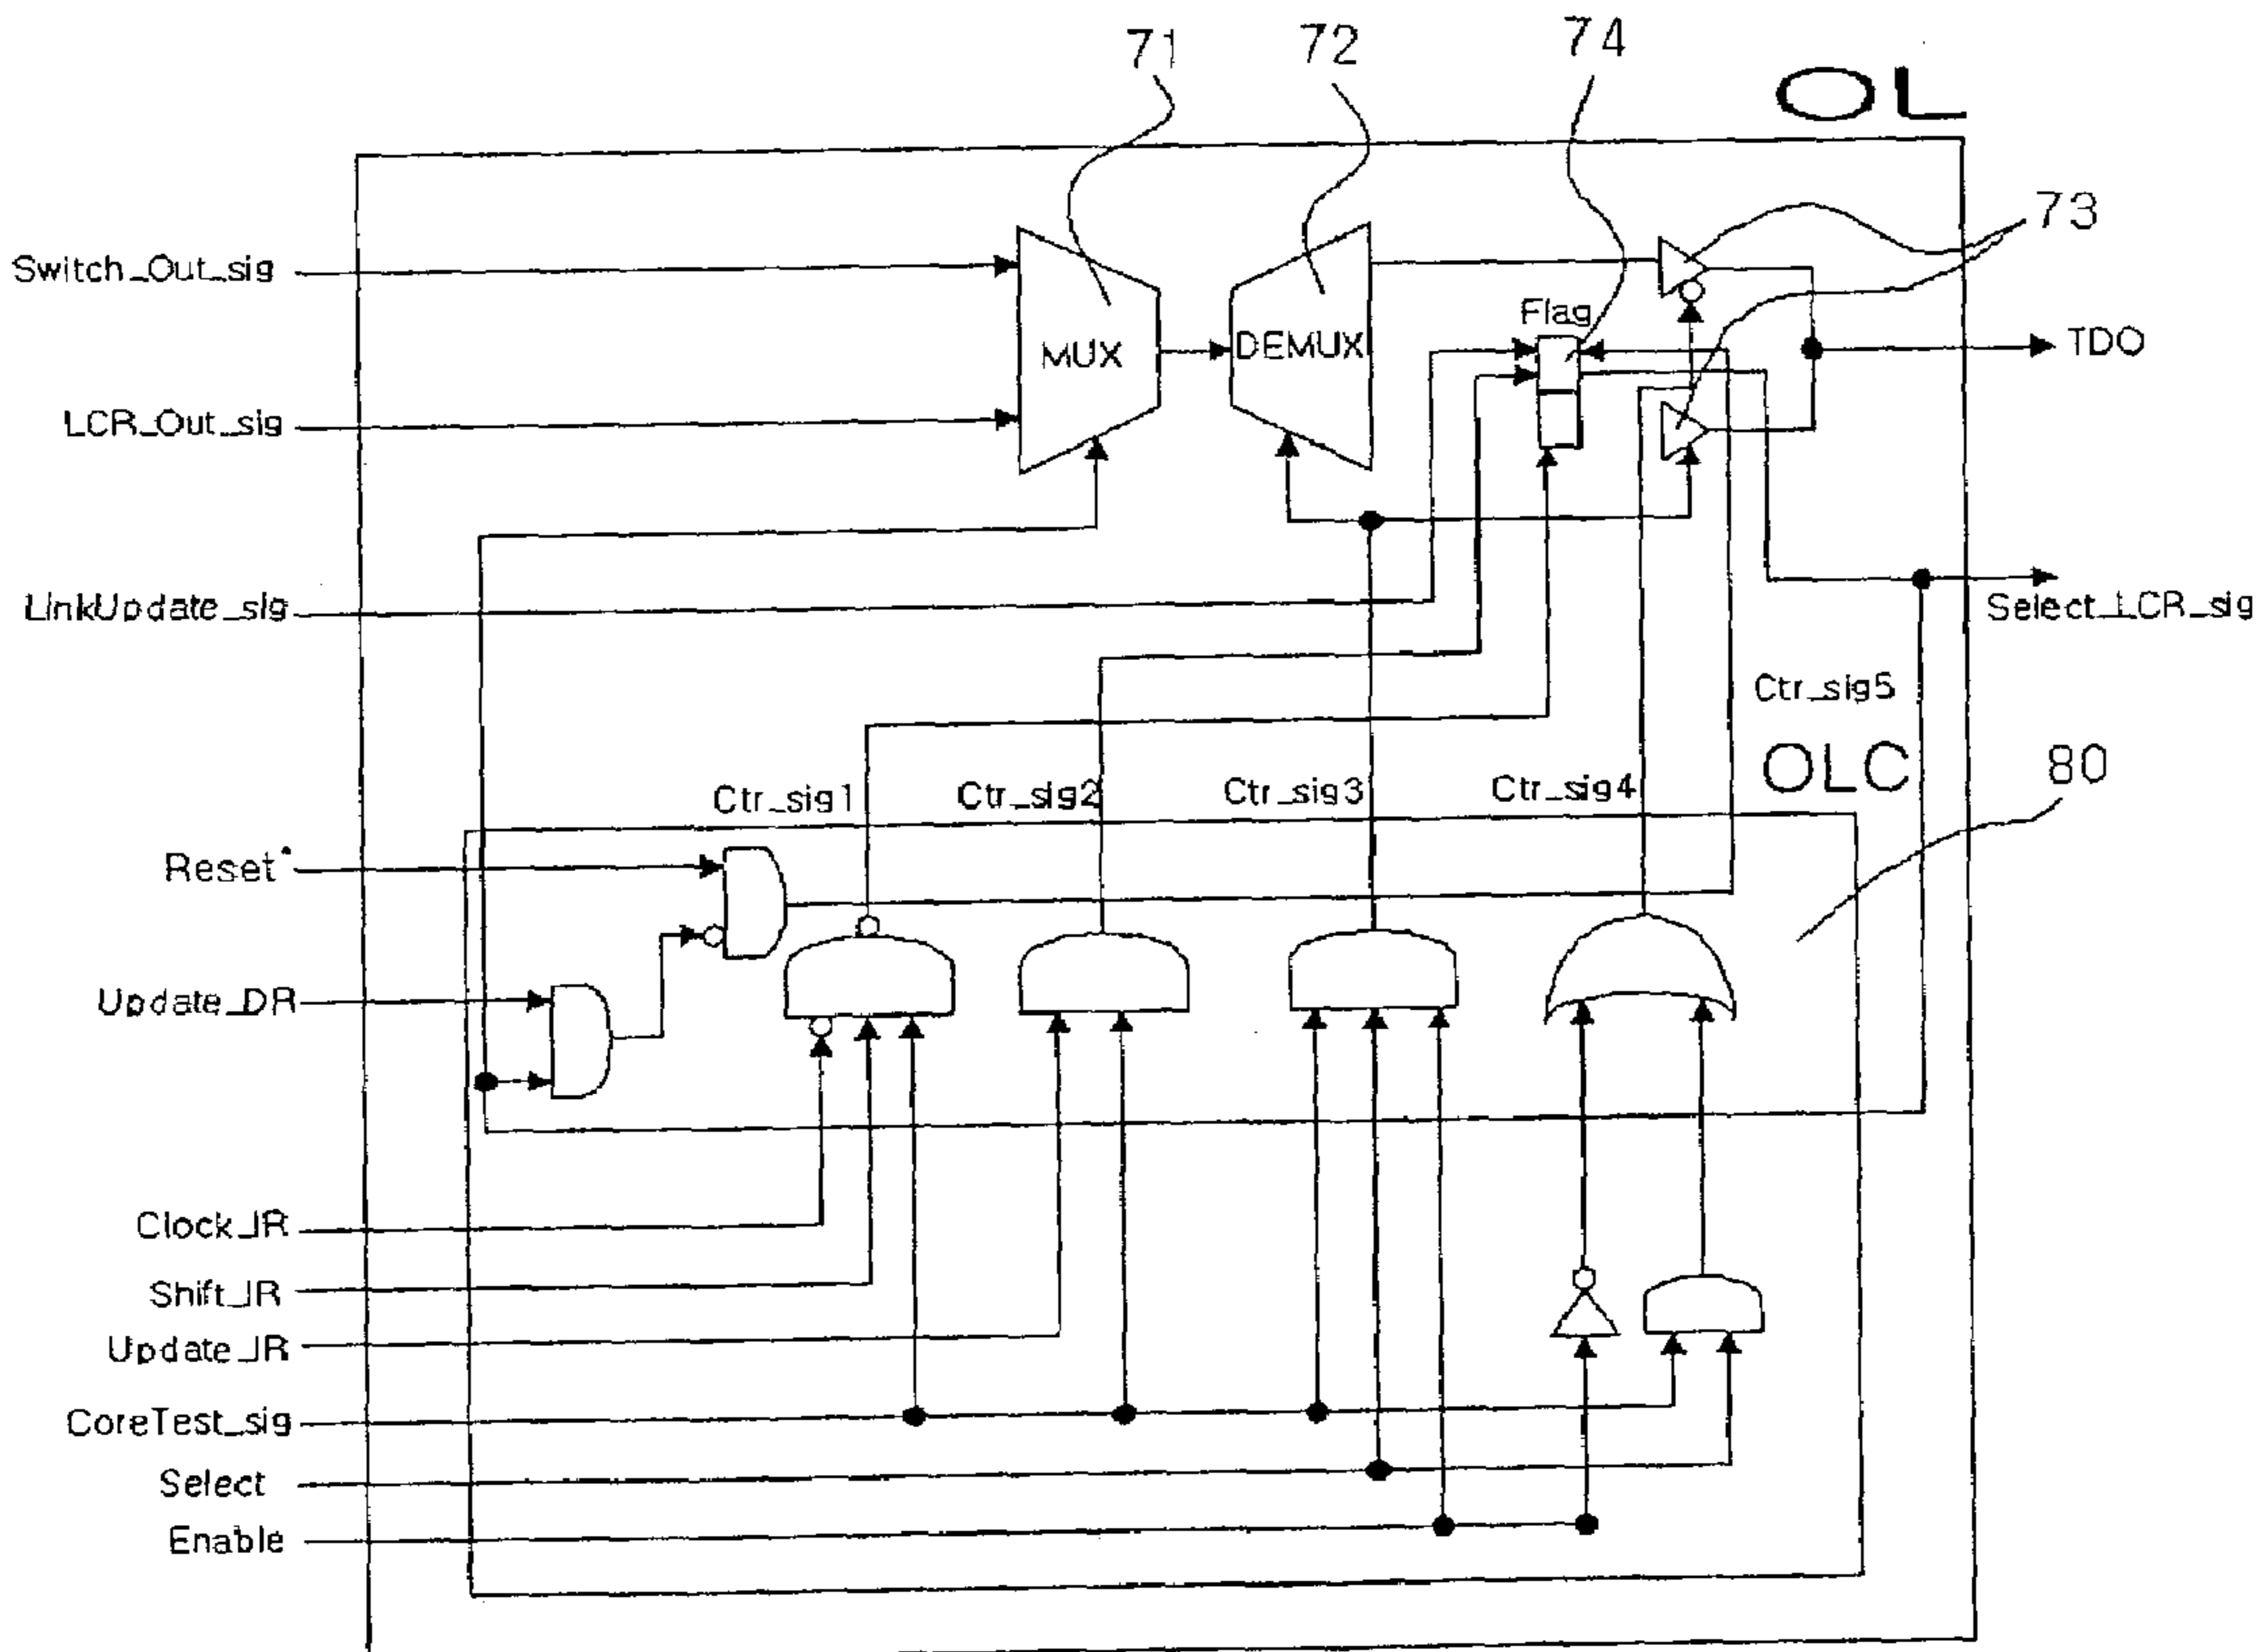 71
72
74
OL
73
Switch_Out_sig
MUX
DEMUX
Flag
TDO
LCR_Out_sig
LinkUpdate_sig
Select_LCR_sig
Ctr_sig5
OLC
80
Ctr_sig1
Ctr_sig2
Ctr_sig3
Ctr_sig4
Reset*
Update_DR
Clock_IR
Shift_IR
Update_IR
CoreTest_sig
Select
Enable